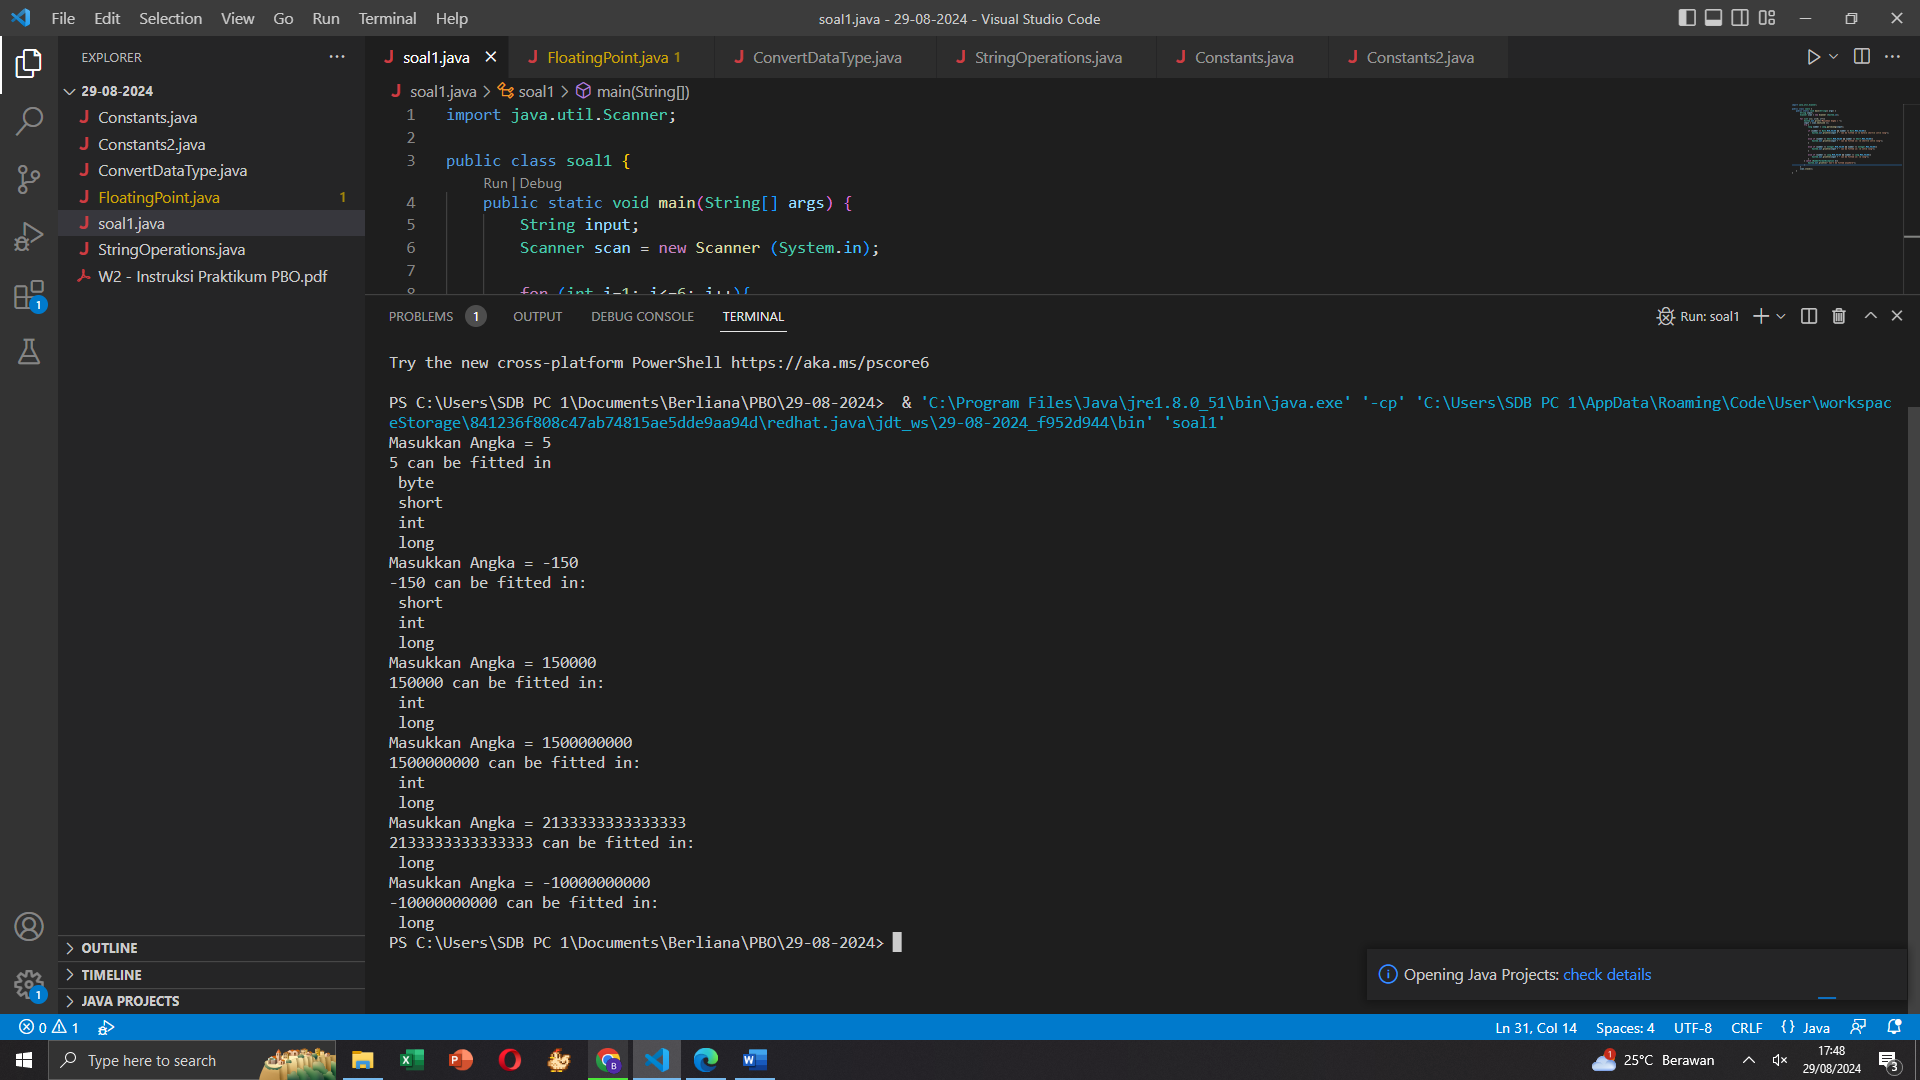 File Edit Selection View Go Run Terminal Help
soal1.java - 29-08-2024 - Visual Studio Code
EXPLORER
29-08-2024
Constants.java
Constants2.java
ConvertDataType.java
FloatingPoint.java 1
soal1.java
StringOperations.java
W2 - Instruksi Praktikum PBO.pdf
OUTLINE
TIMELINE
JAVA PROJECTS
1
1
soal1.java
FloatingPoint.java 1
ConvertDataType.java
StringOperations.java
Constants.java
Constants2.java
soal1.java > soal1 > main(String[])
1 import java.util.Scanner;
2
3 public class soal1 {
Run | Debug
4 public static void main(String[] args) {
5 String input;
6 Scanner scan = new Scanner (System.in);
7
8 for (int i=1; i<=6; i++){
PROBLEMS 1 OUTPUT DEBUG CONSOLE TERMINAL
Run: soal1
Try the new cross-platform PowerShell https://aka.ms/pscore6
PS C:\Users\SDB PC 1\Documents\Berliana\PBO\29-08-2024>  & 'C:\Program Files\Java\jre1.8.0_51\bin\java.exe' '-cp' 'C:\Users\SDB PC 1\AppData\Roaming\Code\User\workspac
eStorage\841236f808c47ab74815ae5dde9aa94d\redhat.java\jdt_ws\29-08-2024_f952d944\bin' 'soal1'
Masukkan Angka = 5
5 can be fitted in
byte
short
int
long
Masukkan Angka = -150
-150 can be fitted in:
short
int
long
Masukkan Angka = 150000
150000 can be fitted in:
int
long
Masukkan Angka = 1500000000
1500000000 can be fitted in:
int
long
Masukkan Angka = 2133333333333333
2133333333333333 can be fitted in:
long
Masukkan Angka = -10000000000
-10000000000 can be fitted in:
long
PS C:\Users\SDB PC 1\Documents\Berliana\PBO\29-08-2024>
Opening Java Projects: check details
0 1
Ln 31, Col 14 Spaces: 4 UTF-8 CRLF {} Java
Type here to search
1 25°C Berawan
17:48
29/08/2024
3